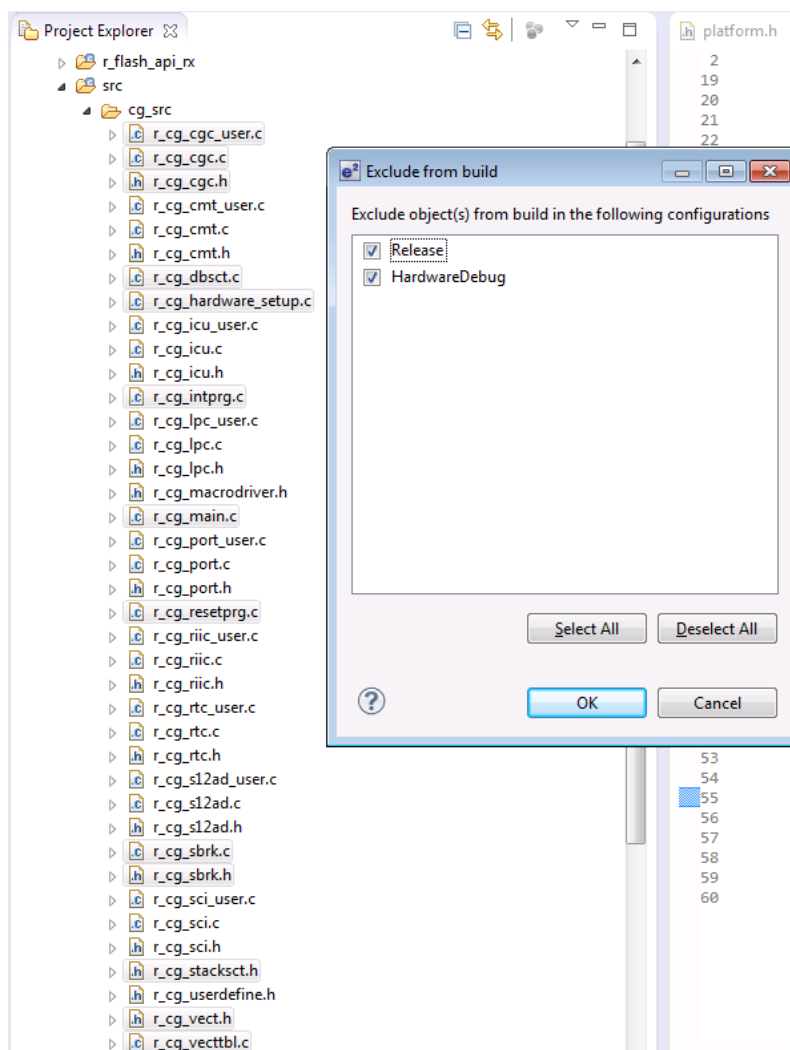 Project Explorer
platform.h
r_flash_api_rx
src
cg_src
r_cg_cgc_user.c
r_cg_cgc.c
r_cg_cgc.h
r_cg_cmt_user.c
r_cg_cmt.c
r_cg_cmt.h
r_cg_dbsct.c
r_cg_hardware_setup.c
r_cg_icu_user.c
r_cg_icu.c
r_cg_icu.h
r_cg_intprg.c
r_cg_lpc_user.c
r_cg_lpc.c
r_cg_lpc.h
r_cg_macrodriver.h
r_cg_main.c
r_cg_port_user.c
r_cg_port.c
r_cg_port.h
r_cg_resetprg.c
r_cg_riic_user.c
r_cg_riic.c
r_cg_riic.h
r_cg_rtc_user.c
r_cg_rtc.c
r_cg_rtc.h
r_cg_s12ad_user.c
r_cg_s12ad.c
r_cg_s12ad.h
r_cg_sbrk.c
r_cg_sbrk.h
r_cg_sci_user.c
r_cg_sci.c
r_cg_sci.h
r_cg_stacksct.h
r_cg_userdefine.h
r_cg_vect.h
r_cg_vecttbl.c
2
19
20
21
22
Exclude from build
Exclude object(s) from build in the following configurations
Release
HardwareDebug
Select All
Deselect All
OK
Cancel
53
54
55
56
57
58
59
60